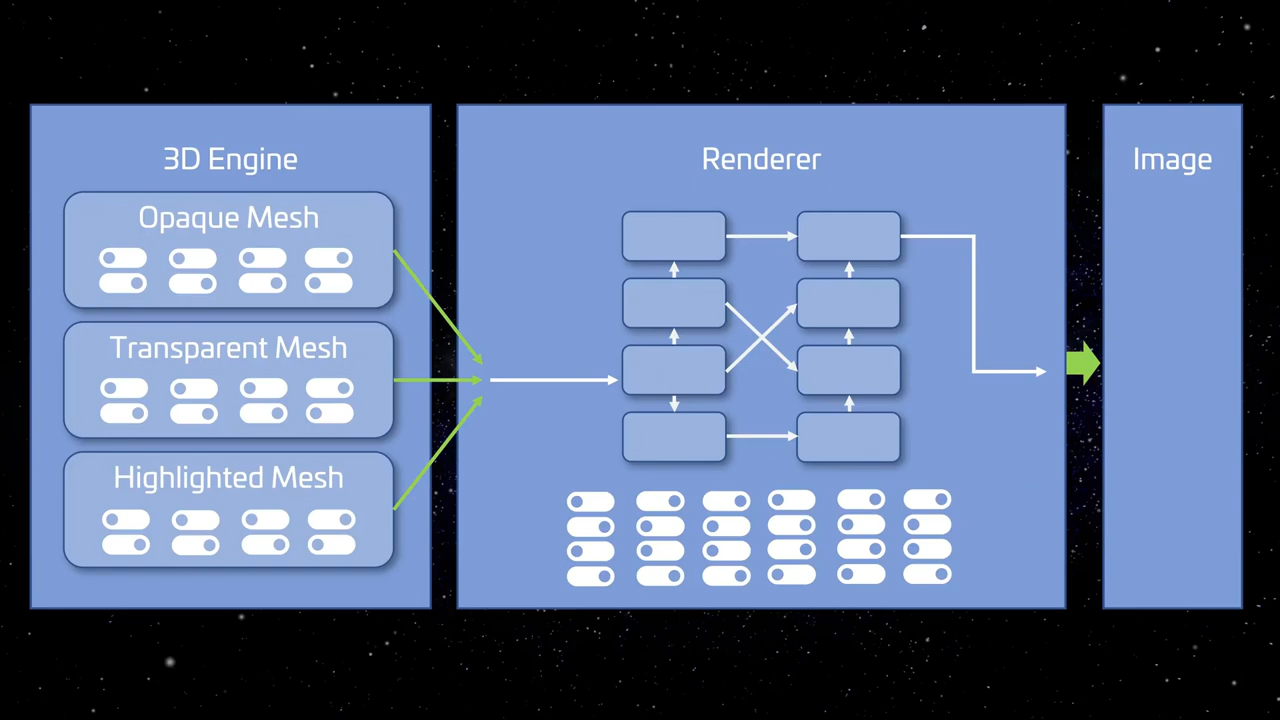 3D Engine
Opaque Mesh
Transparent Mesh
Highlighted Mesh
Renderer
Image